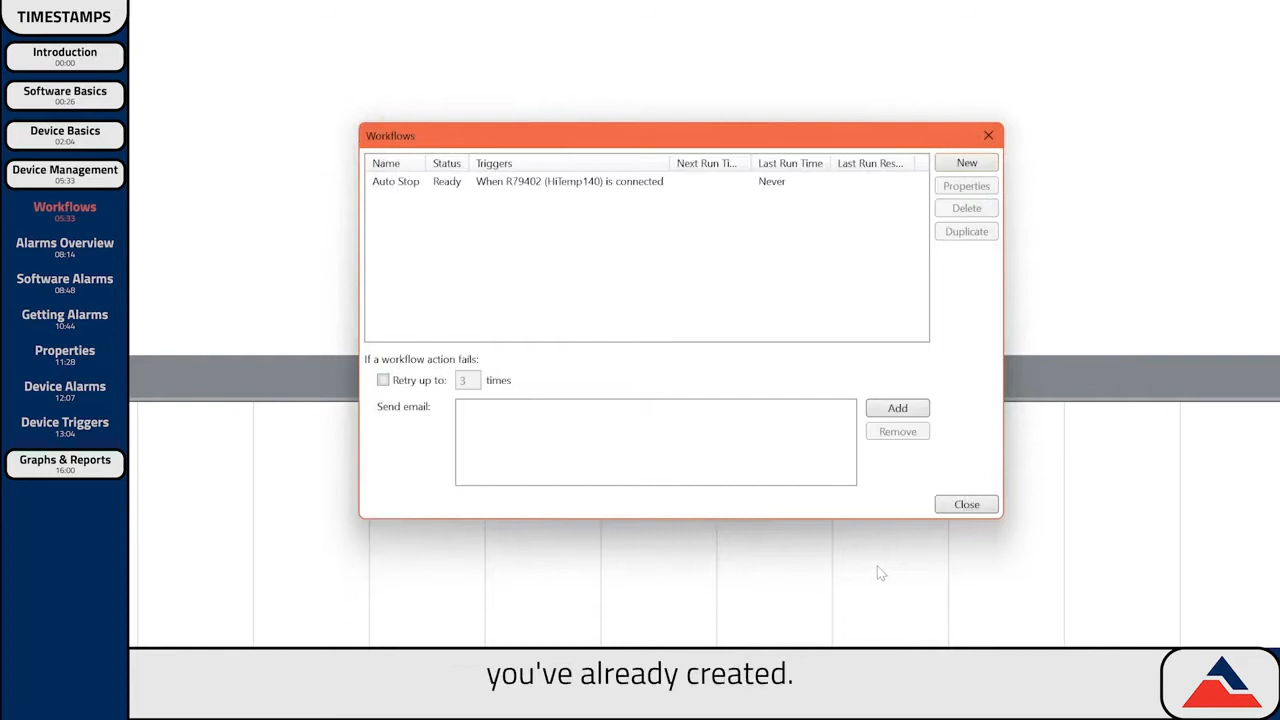 TIMESTAMPS
Introduction
00:00
Software Basics
00:26
Device Basics
02:04
Device Management
05:33
Workflows
05:33
Alarms Overview
08:14
Software Alarms
08:48
Getting Alarms
10:44
Properties
11:28
Device Alarms
12:07
Device Triggers
13:04
Graphs & Reports
16:00
Workflows
Name Status Triggers Next Run Ti... Last Run Time Last Run Res...
Auto Stop Ready When R79402 (HiTemp140) is connected Never
New
Properties
Delete
Duplicate
If a workflow action fails:
Retry up to: 3 times
Send email:
Add
Remove
Close
you've already created.